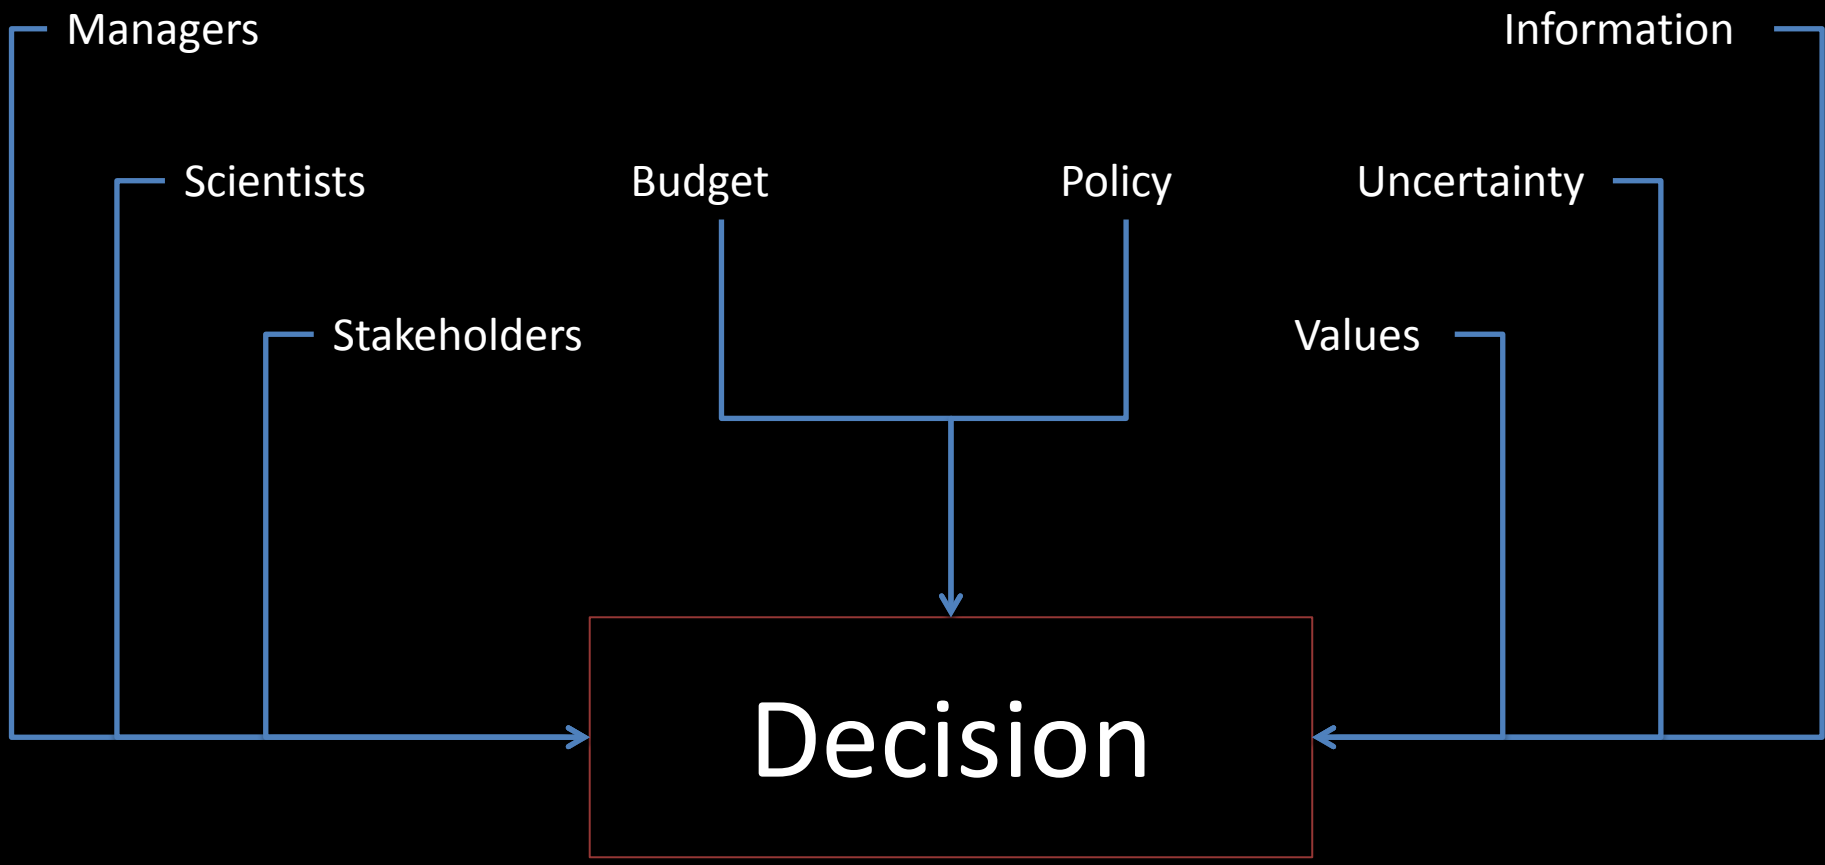 Managers
Information
Scientists
Budget
Policy
Uncertainty
Stakeholders
Values
Decision